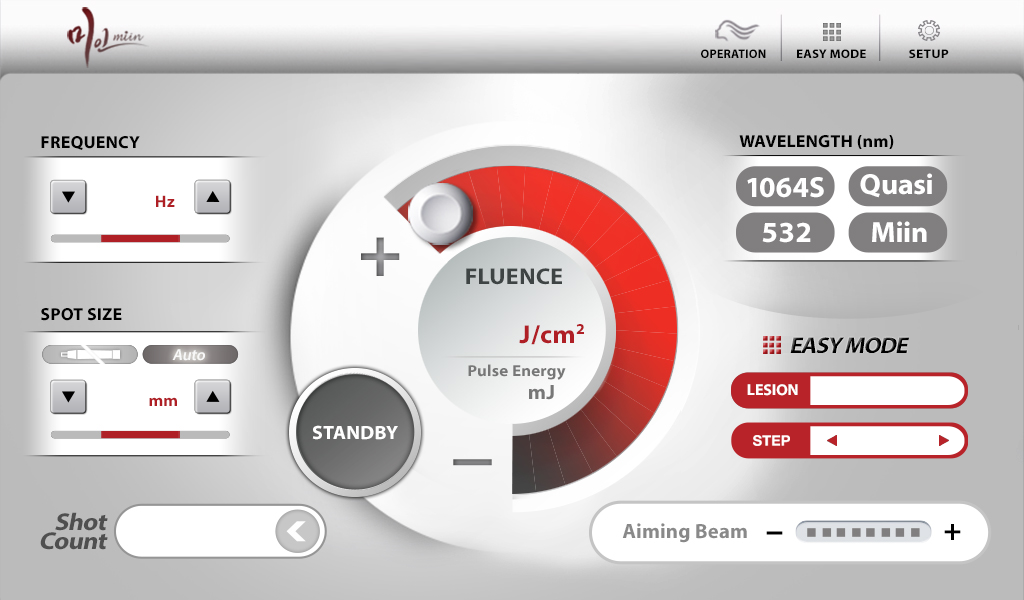 미인 miin
OPERATION
EASY MODE
SETUP
FREQUENCY
Hz
SPOT SIZE
Auto
mm
FLUENCE
J/cm²
Pulse Energy
mJ
STANDBY
WAVELENGTH (nm)
1064S
Quasi
532
Miin
EASY MODE
LESION
STEP
Shot
Count
Aiming Beam